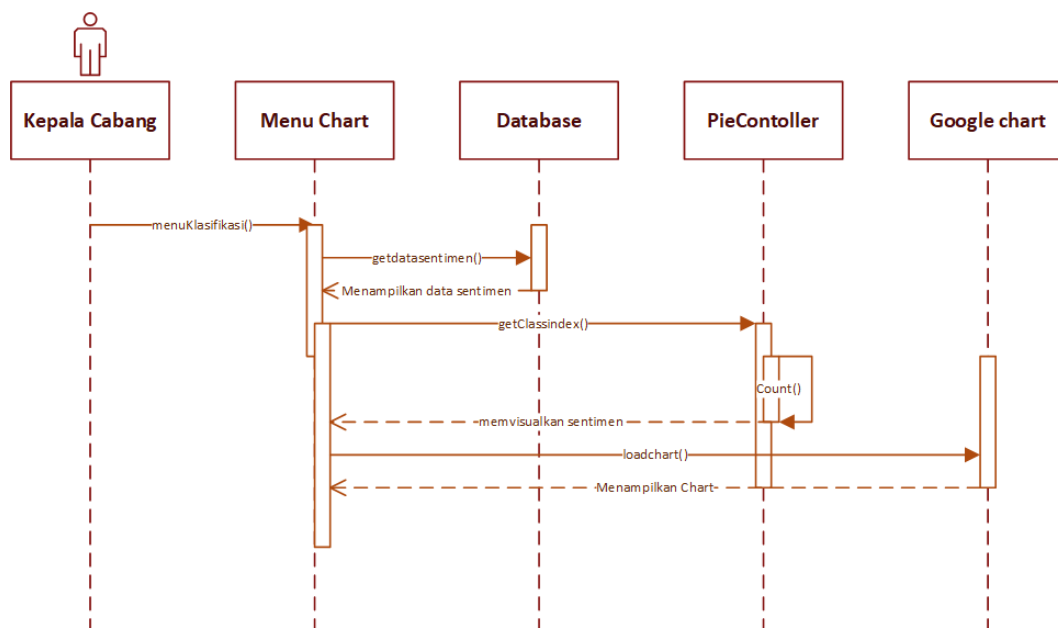 Kepala Cabang
Menu Chart
Database
PieContoller
Google chart
menuKlasifikasi()
getdatasentimen()
Menampilkan data sentimen
getClassindex()
Count()
memvisualkan sentimen
loadchart()
Menampilkan Chart